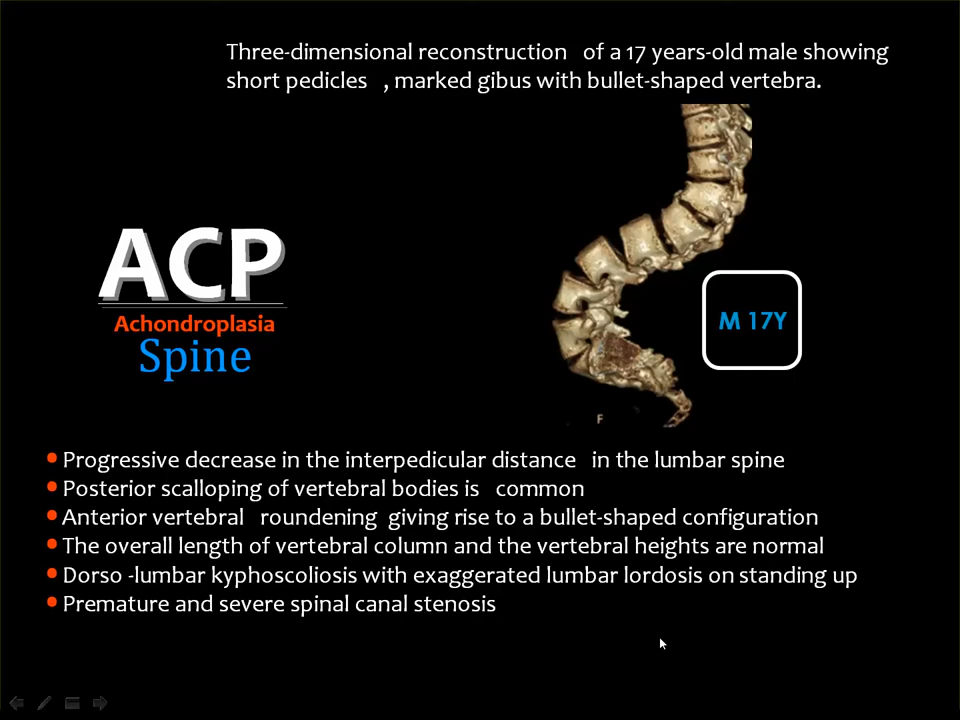 Three-dimensional reconstruction of a 17 years-old male showing
short pedicles , marked gibus with bullet-shaped vertebra.
ACP
Achondroplasia
Spine
M 17Y
F
• Progressive decrease in the interpedicular distance in the lumbar spine
• Posterior scalloping of vertebral bodies is common
• Anterior vertebral roundening giving rise to a bullet-shaped configuration
• The overall length of vertebral column and the vertebral heights are normal
• Dorso -lumbar kyphoscoliosis with exaggerated lumbar lordosis on standing up
• Premature and severe spinal canal stenosis